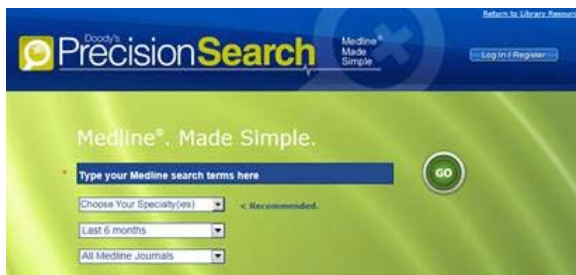 Return to Library Resour
Doody's
PrecisionSearch
Medline®
Made
Simple
Log In / Register
Medline®. Made Simple.
* Type your Medline search terms here
GO
Choose Your Specialty(ies)
< Recommended.
Last 6 months
All Medline Journals